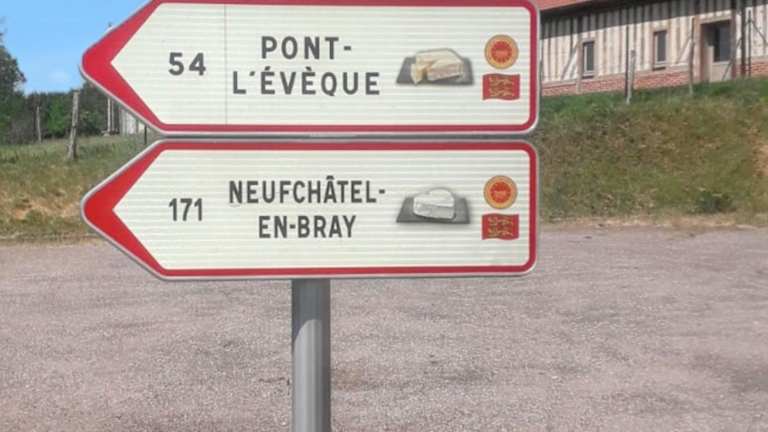 54
PONT-
L'ÉVÈQUE
171
NEUFCHÂTEL-
EN-BRAY